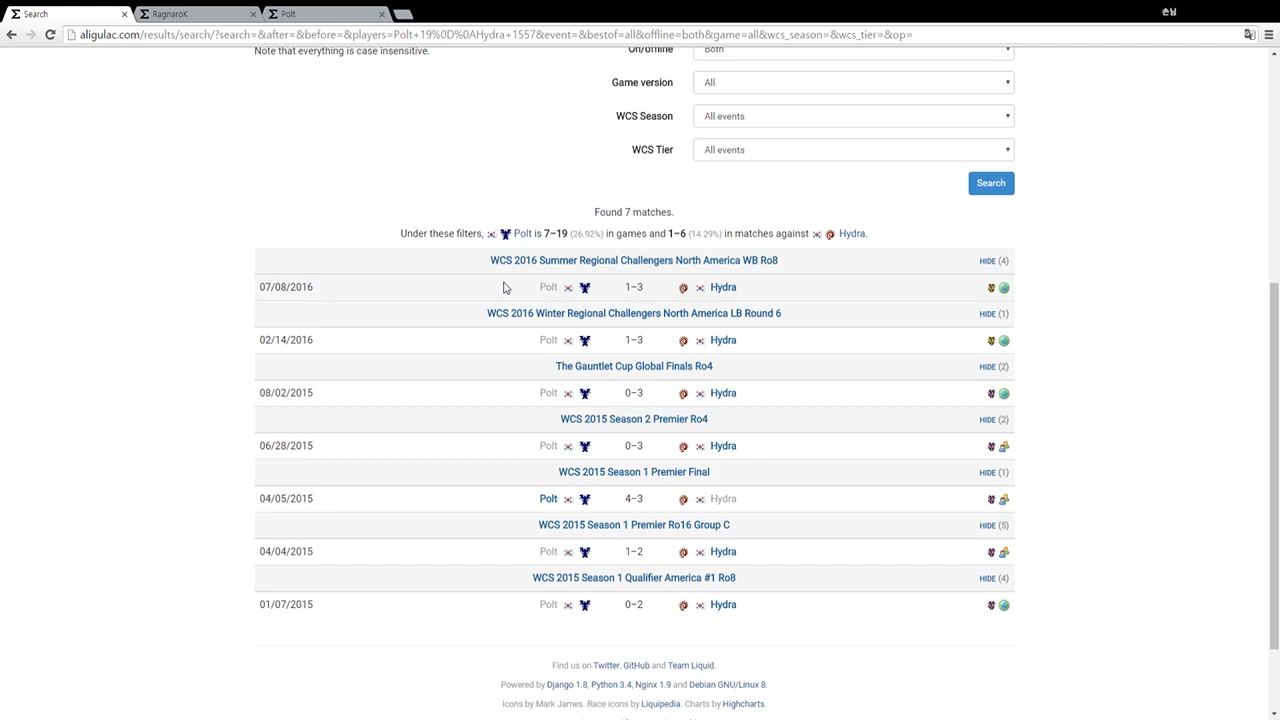 Search
RagnaroK
Polt
손님
aligulac.com/results/search/?search=&after=&before=&players=Polt+19%0D%0AHydra+1557&event=&bestof=all&offline=both&game=all&wcs_season=&wcs_tier=&op=
Note that everything is case insensitive.
On/offline Both
Game version All
WCS Season All events
WCS Tier All events
Search
Found 7 matches.
Under these filters, Polt is 7–19 (26.92%) in games and 1–6 (14.29%) in matches against Hydra.
WCS 2016 Summer Regional Challengers North America WB Ro8 HIDE (4)
07/08/2016 Polt 1–3 Hydra
WCS 2016 Winter Regional Challengers North America LB Round 6 HIDE (1)
02/14/2016 Polt 1–3 Hydra
The Gauntlet Cup Global Finals Ro4 HIDE (2)
08/02/2015 Polt 0–3 Hydra
WCS 2015 Season 2 Premier Ro4 HIDE (2)
06/28/2015 Polt 0–3 Hydra
WCS 2015 Season 1 Premier Final HIDE (1)
04/05/2015 Polt 4–3 Hydra
WCS 2015 Season 1 Premier Ro16 Group C HIDE (5)
04/04/2015 Polt 1–2 Hydra
WCS 2015 Season 1 Qualifier America #1 Ro8 HIDE (4)
01/07/2015 Polt 0–2 Hydra
Find us on Twitter, GitHub and Team Liquid.
Powered by Django 1.8, Python 3.4, Nginx 1.9 and Debian GNU/Linux 8.
Icons by Mark James. Race icons by Liquipedia. Charts by Highcharts.